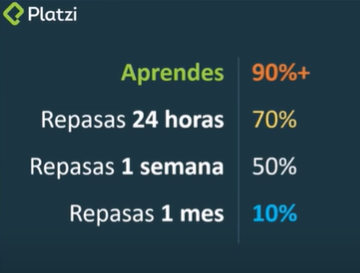 Platzi
Aprendes 90%+
Repasas 24 horas 70%
Repasas 1 semana 50%
Repasas 1 mes 10%